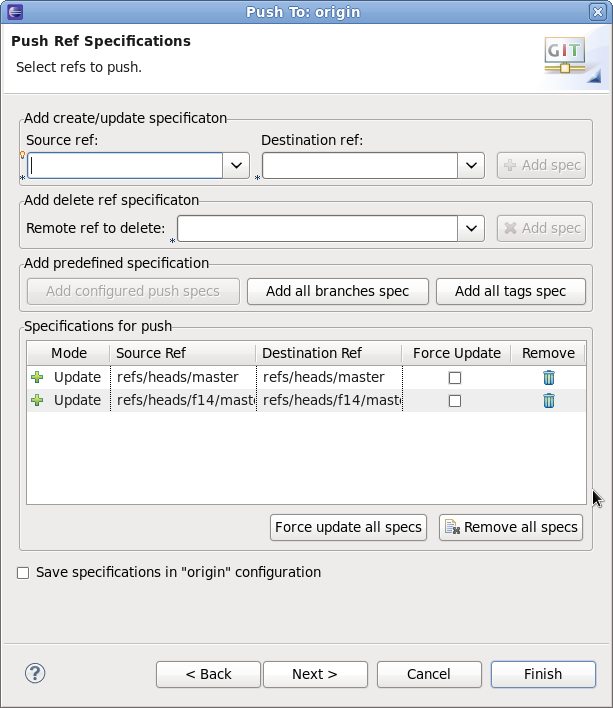 Push To: origin
Push Ref Specifications
Select refs to push.
GIT
Add create/update specificaton
Source ref: Destination ref:
Add spec
Add delete ref specificaton
Remote ref to delete: Add spec
Add predefined specification
Add configured push specs Add all branches spec Add all tags spec
Specifications for push
Mode Source Ref Destination Ref Force Update Remove
Update refs/heads/master refs/heads/master
Update refs/heads/f14/mast refs/heads/f14/mast
Force update all specs Remove all specs
Save specifications in "origin" configuration
< Back Next > Cancel Finish